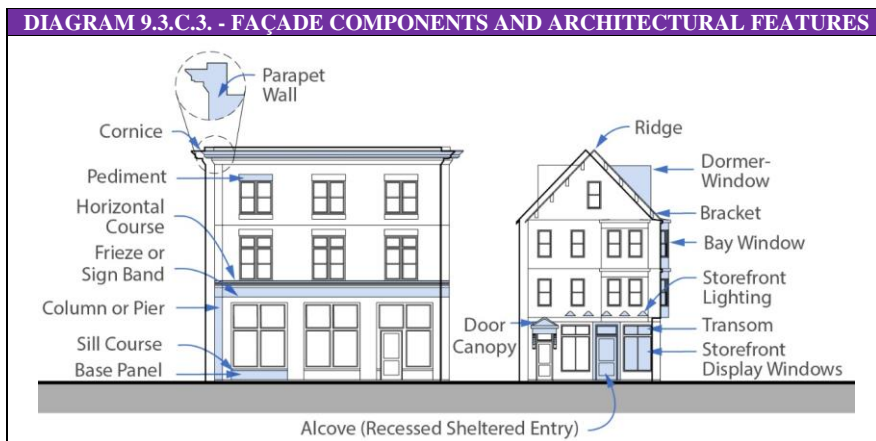 DIAGRAM 9.3.C.3. - FAÇADE COMPONENTS AND ARCHITECTURAL FEATURES
Parapet
Wall
Cornice
Pediment
Horizontal
Course
Frieze or
Sign Band
Column or Pier
Sill Course
Base Panel
Ridge
Dormer-
Window
Bracket
Bay Window
Storefront
Lighting
Door
Canopy
Transom
Storefront
Display Windows
Alcove (Recessed Sheltered Entry)